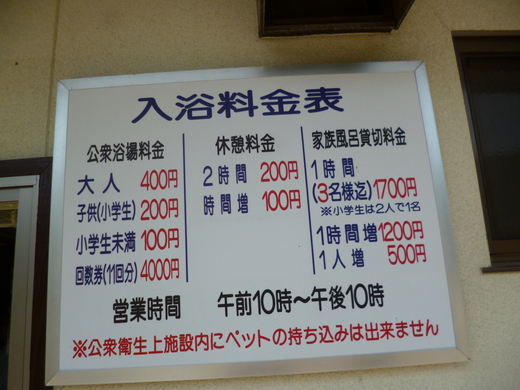 入浴料金表
公衆浴場料金
大人 400円
子供(小学生) 200円
小学生未満 100円
回数券(11回分) 4000円
休憩料金
2時間 200円
時間増 100円
家族風呂貸切料金
1時間
(3名様迄) 1700円
※小学生は2人で1名
1時間増 1200円
1人増 500円
営業時間 午前10時〜午後10時
※公衆衛生上施設内にペットの持ち込みは出来ません